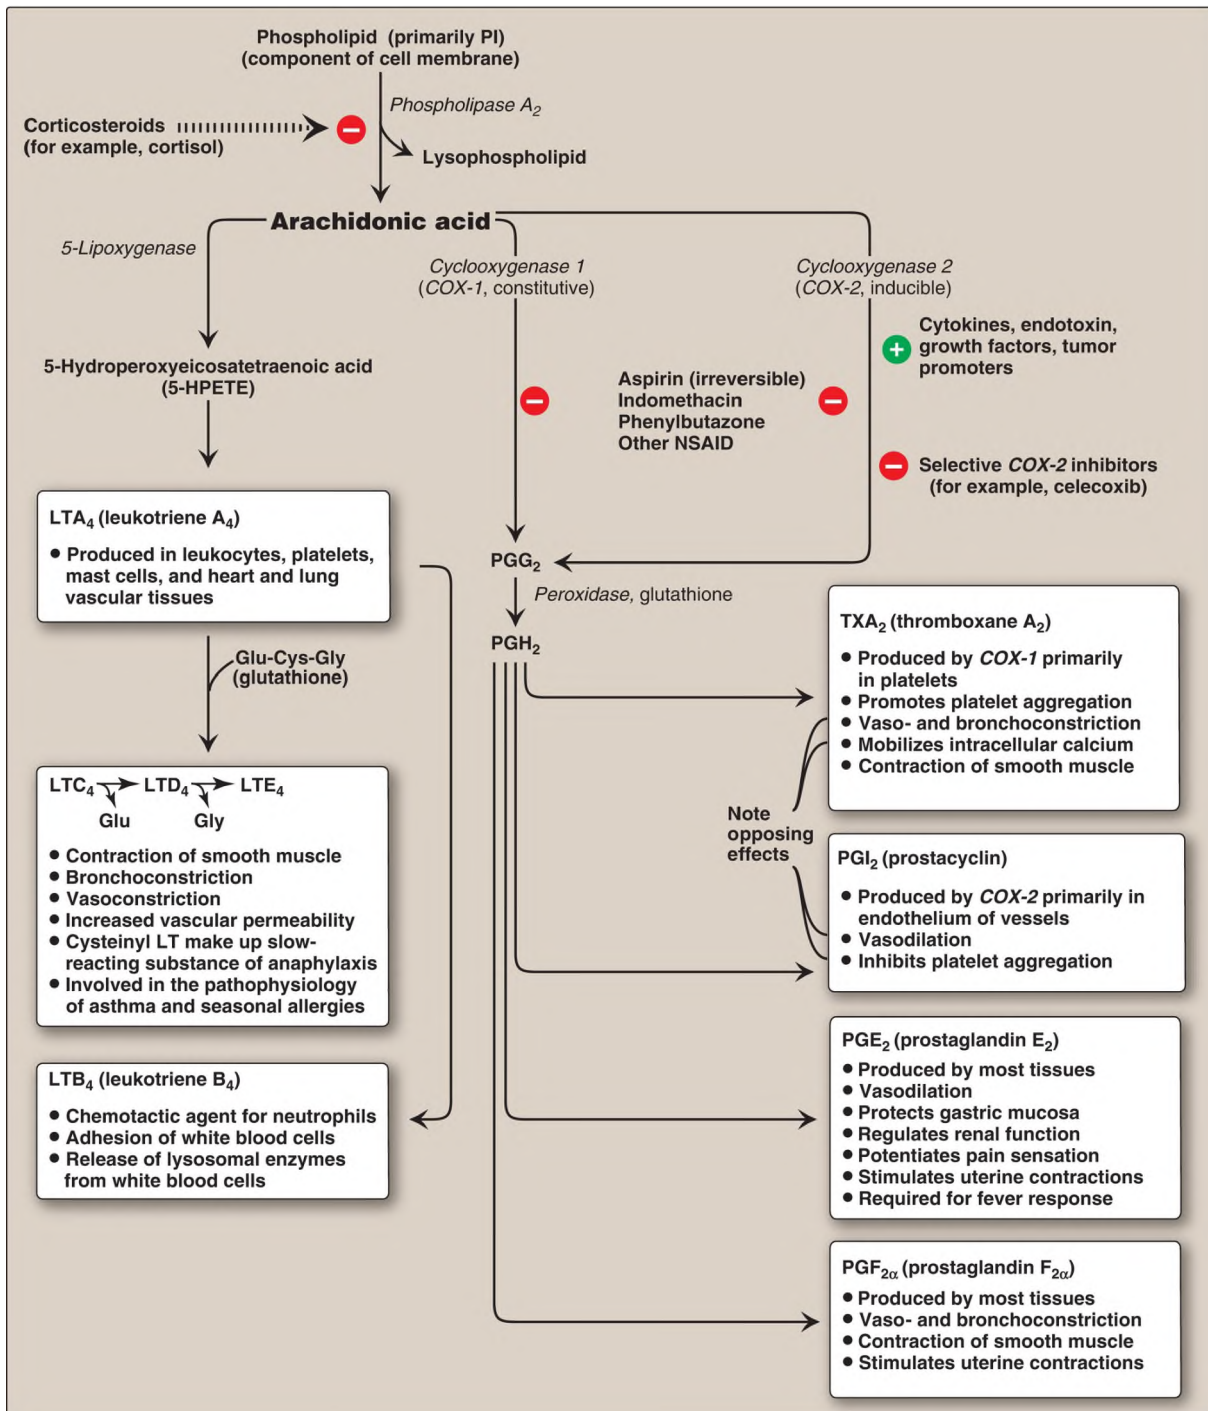 Phospholipid (primarily PI)
(component of cell membrane)
Phospholipase A₂
Corticosteroids
(for example, cortisol)
Lysophospholipid
Arachidonic acid
5-Lipoxygenase
Cyclooxygenase 1
(COX-1, constitutive)
Cyclooxygenase 2
(COX-2, inducible)
Cytokines, endotoxin,
growth factors, tumor
promoters
5-Hydroperoxyeicosatetraenoic acid
(5-HPETE)
Aspirin (irreversible)
Indomethacin
Phenylbutazone
Other NSAID
Selective COX-2 inhibitors
(for example, celecoxib)
LTA₄ (leukotriene A₄)
• Produced in leukocytes, platelets,
mast cells, and heart and lung
vascular tissues
PGG₂
Peroxidase, glutathione
PGH₂
Glu-Cys-Gly
(glutathione)
TXA₂ (thromboxane A₂)
• Produced by COX-1 primarily
in platelets
• Promotes platelet aggregation
• Vaso- and bronchoconstriction
• Mobilizes intracellular calcium
• Contraction of smooth muscle
LTC₄ LTD₄ LTE₄
Glu Gly
• Contraction of smooth muscle
• Bronchoconstriction
• Vasoconstriction
• Increased vascular permeability
• Cysteinyl LT make up slow-
reacting substance of anaphylaxis
• Involved in the pathophysiology
of asthma and seasonal allergies
Note
opposing
effects
PGI₂ (prostacyclin)
• Produced by COX-2 primarily in
endothelium of vessels
• Vasodilation
• Inhibits platelet aggregation
LTB₄ (leukotriene B₄)
• Chemotactic agent for neutrophils
• Adhesion of white blood cells
• Release of lysosomal enzymes
from white blood cells
PGE₂ (prostaglandin E₂)
• Produced by most tissues
• Vasodilation
• Protects gastric mucosa
• Regulates renal function
• Potentiates pain sensation
• Stimulates uterine contractions
• Required for fever response
PGF₂α (prostaglandin F₂α)
• Produced by most tissues
• Vaso- and bronchoconstriction
• Contraction of smooth muscle
• Stimulates uterine contractions